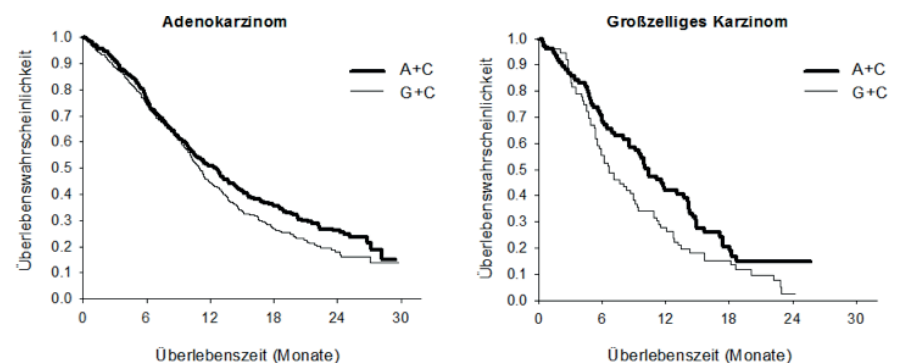 Adenokarzinom
Überlebenswahrscheinlichkeit
1.0
0.9
0.8
0.7
0.6
0.5
0.4
0.3
0.2
0.1
0.0
A+C
G+C
0 6 12 18 24 30
Überlebenszeit (Monate)
Großzelliges Karzinom
Überlebenswahrscheinlichkeit
1.0
0.9
0.8
0.7
0.6
0.5
0.4
0.3
0.2
0.1
0.0
A+C
G+C
0 6 12 18 24 30
Überlebenszeit (Monate)